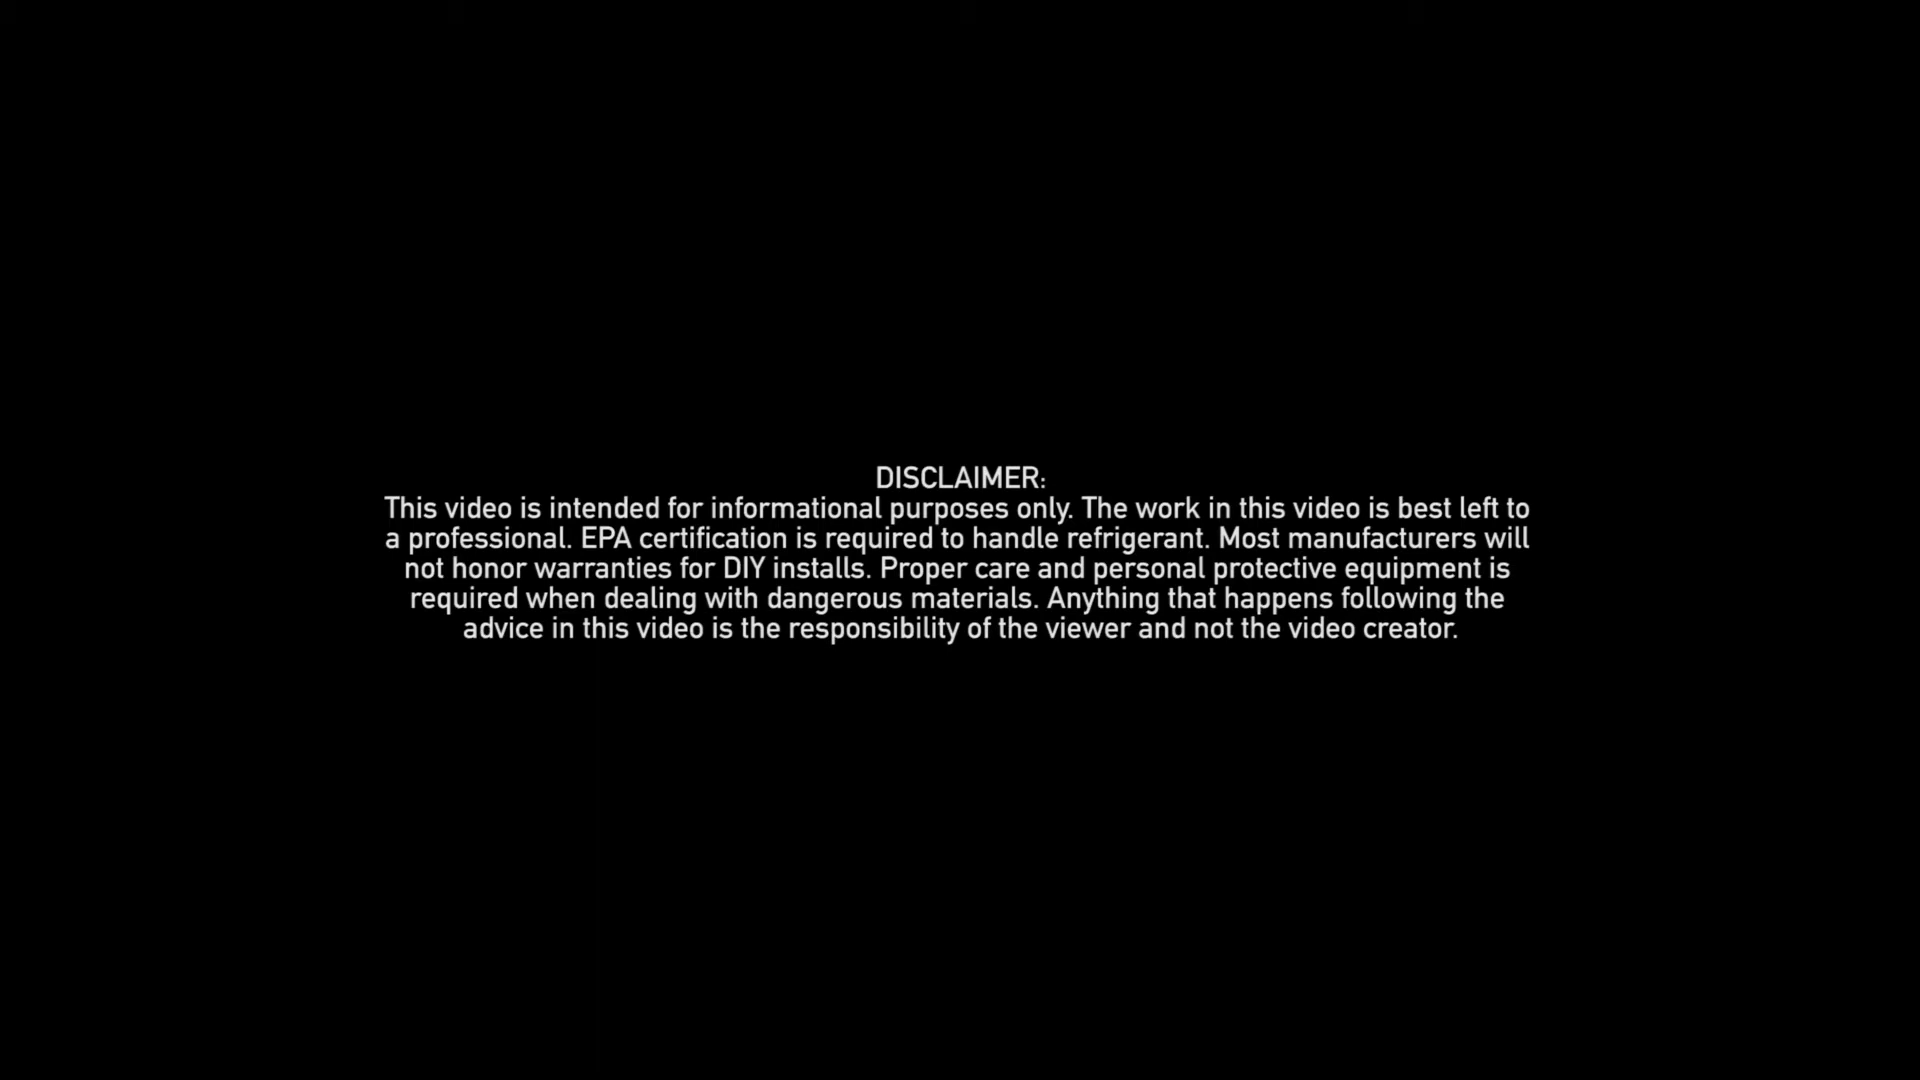 DISCLAIMER:
This video is intended for informational purposes only. The work in this video is best left to
a professional. EPA certification is required to handle refrigerant. Most manufacturers will
not honor warranties for DIY installs. Proper care and personal protective equipment is
required when dealing with dangerous materials. Anything that happens following the
advice in this video is the responsibility of the viewer and not the video creator.